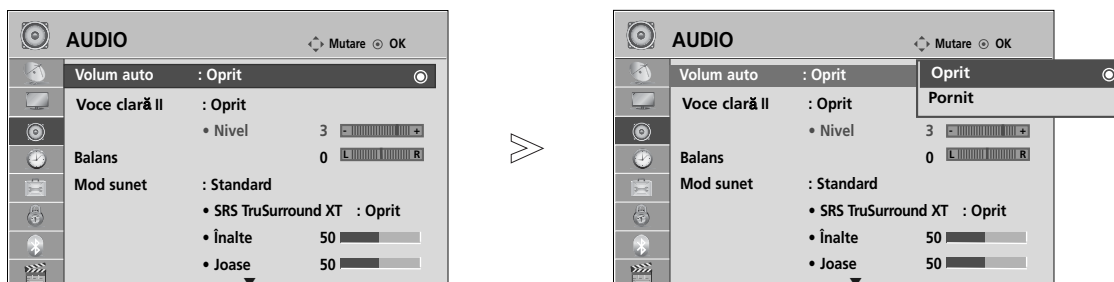 AUDIO Mutare OK
Volum auto : Oprit
Voce clară II : Oprit
• Nivel 3 - +
Balans 0 L R
Mod sunet : Standard
• SRS TruSurround XT : Oprit
• Înalte 50
• Joase 50
AUDIO Mutare OK
Volum auto : Oprit
Oprit
Pornit
Voce clară II : Oprit
• Nivel 3 - +
Balans 0 L R
Mod sunet : Standard
• SRS TruSurround XT : Oprit
• Înalte 50
• Joase 50